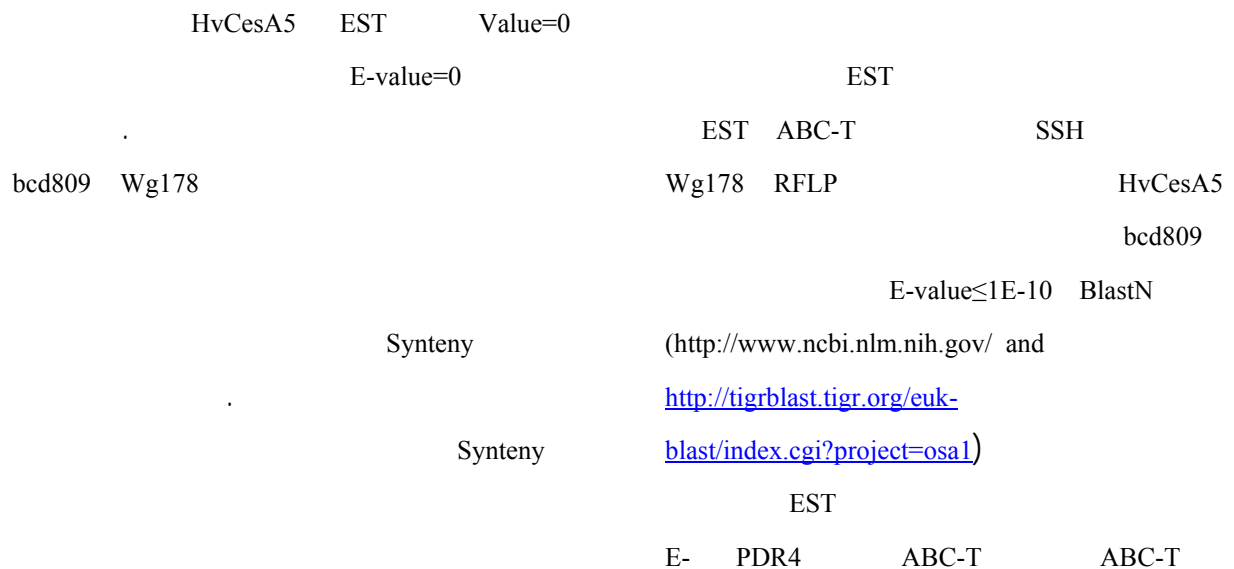 EST
SSH ABC-T EST
HvCesA5 RFLP Wg178
bcd809
BlastN E-value≤1E-10
(http://www.ncbi.nlm.nih.gov/ and
http://tigrblast.tigr.org/euk-
blast/index.cgi?project=osa1)
EST
ABC-T ABC-T PDR4 E-
Value=0 EST HvCesA5
E-value=0
.
Wg178 bcd809
Synteny
.
Synteny